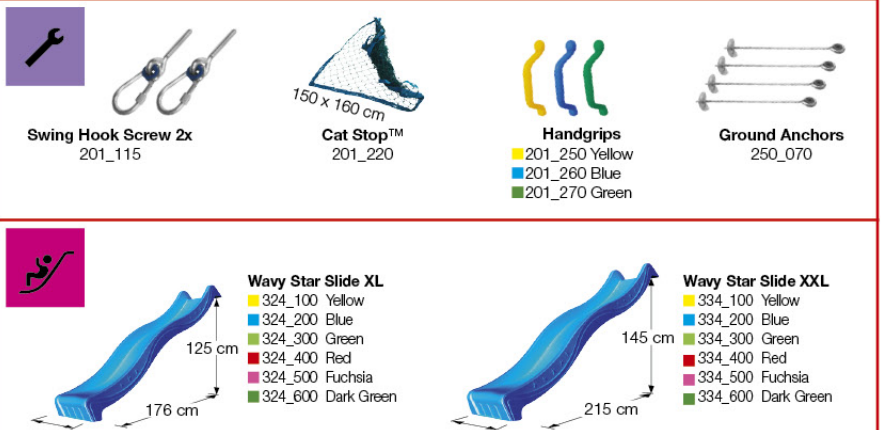 150 x 160 cm
Swing Hook Screw 2x
201_115
Cat Stop™
201_220
Handgrips
201_250 Yellow
201_260 Blue
201_270 Green
Ground Anchors
250_070
Wavy Star Slide XL
324_100 Yellow
324_200 Blue
324_300 Green
324_400 Red
324_500 Fuchsia
324_600 Dark Green
125 cm
176 cm
Wavy Star Slide XXL
334_100 Yellow
334_200 Blue
334_300 Green
334_400 Red
334_500 Fuchsia
334_600 Dark Green
145 cm
215 cm